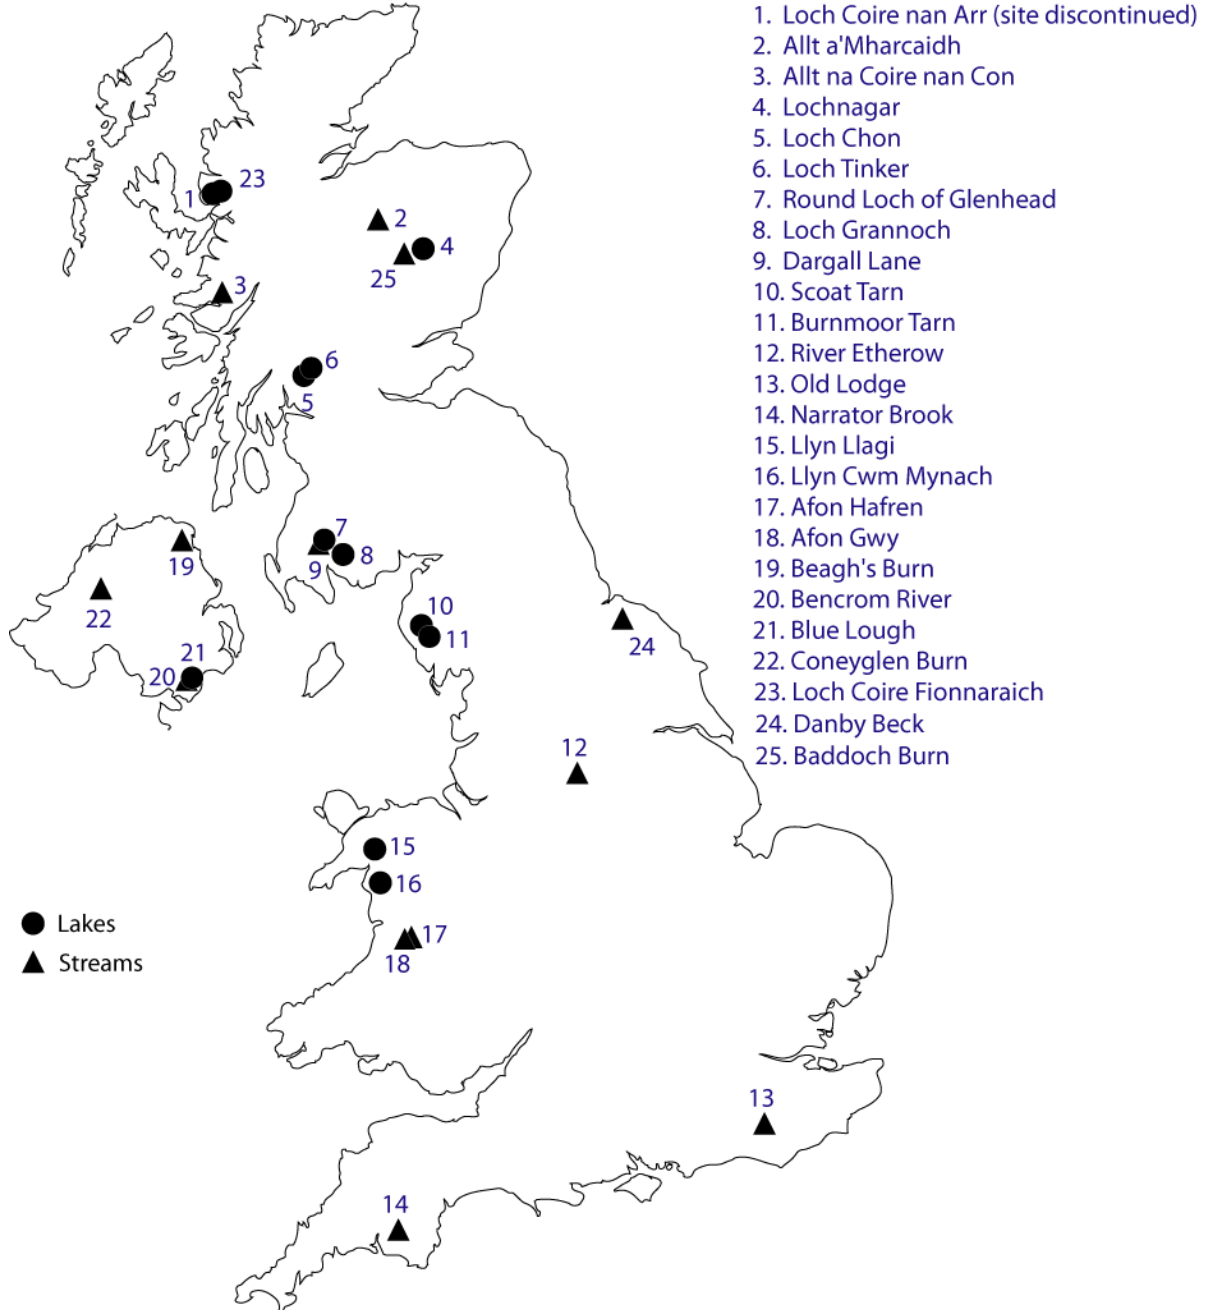 1. Loch Coire nan Arr (site discontinued)
2. Allt a'Mharcaidh
3. Allt na Coire nan Con
4. Lochnagar
5. Loch Chon
6. Loch Tinker
7. Round Loch of Glenhead
8. Loch Grannoch
9. Dargall Lane
10. Scoat Tarn
11. Burnmoor Tarn
12. River Etherow
13. Old Lodge
14. Narrator Brook
15. Llyn Llagi
16. Llyn Cwm Mynach
17. Afon Hafren
18. Afon Gwy
19. Beagh's Burn
20. Bencrom River
21. Blue Lough
22. Coneyglen Burn
23. Loch Coire Fionnaraich
24. Danby Beck
25. Baddoch Burn
23
1
2
4
25
3
6
5
7
8
9
19
22
10
11
21
20
24
12
15
16
17
18
13
14
Lakes
Streams